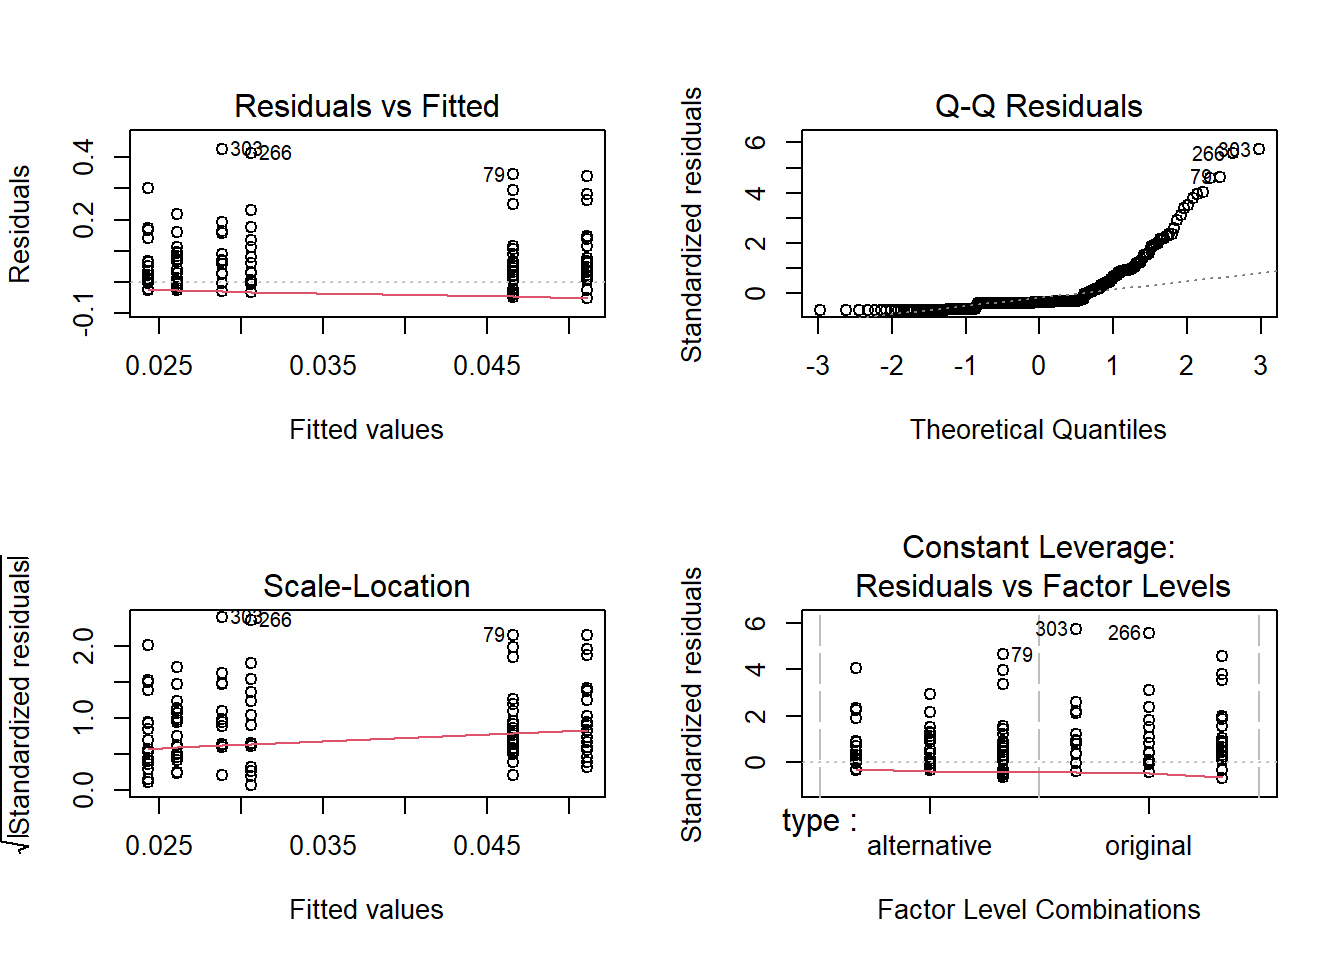 Residuals vs Fitted
Residuals
0.4
0.2
-0.1
303
266
79
0.025
0.035
0.045
Fitted values
Q-Q Residuals
Standardized residuals
6
4
2
0
266
303
79
-3
-2
-1
0
1
2
3
Theoretical Quantiles
Scale-Location
√|Standardized residuals|
2.0
1.0
0.0
303
266
79
0.025
0.035
0.045
Fitted values
Constant Leverage:
Residuals vs Factor Levels
Standardized residuals
6
4
2
0
303
266
79
type :
alternative
original
Factor Level Combinations